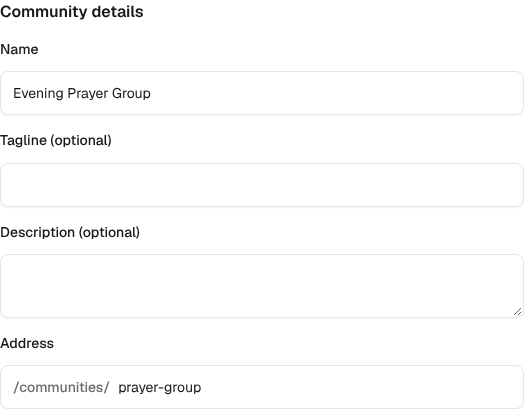 Community details
Name
Evening Prayer Group
Tagline (optional)
Description (optional)
Address
/communities/ prayer-group